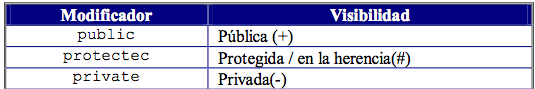 Modificador Visibilidad
public Pública (+)
protectec Protegida / en la herencia(#)
private Privada(-)